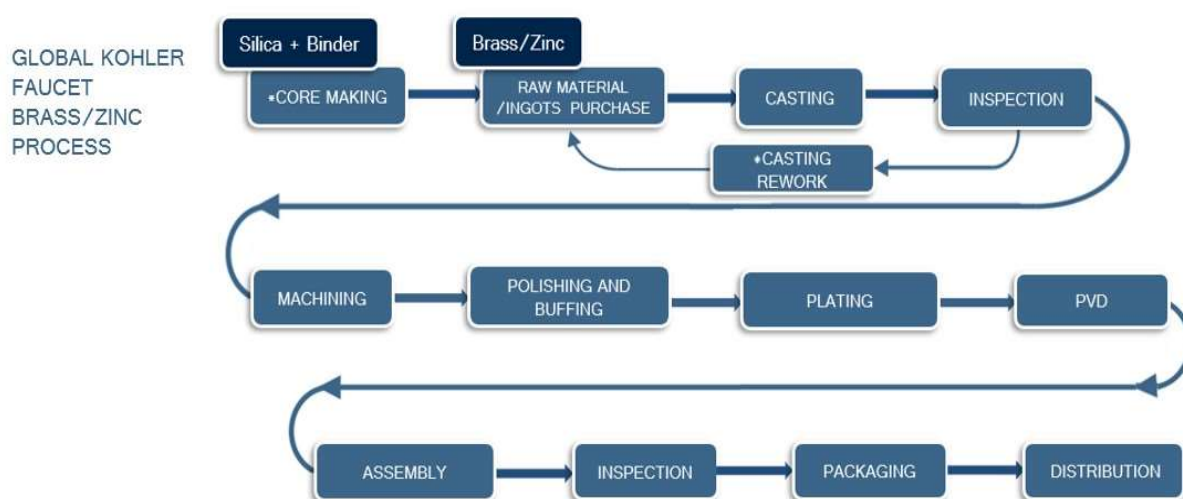 GLOBAL KOHLER
FAUCET
BRASS/ZINC
PROCESS
Silica + Binder
*CORE MAKING
Brass/Zinc
RAW MATERIAL
/INGOTS PURCHASE
CASTING
INSPECTION
*CASTING
REWORK
MACHINING
POLISHING AND
BUFFING
PLATING
PVD
ASSEMBLY
INSPECTION
PACKAGING
DISTRIBUTION